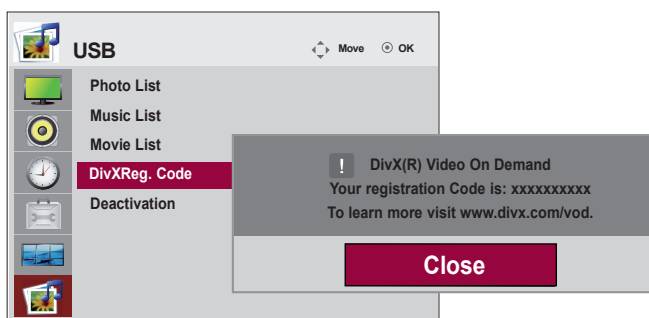 USB
Move OK
Photo List
Music List
Movie List
DivXReg. Code
Deactivation
! DivX(R) Video On Demand
Your registration Code is: xxxxxxxxxx
To learn more visit www.divx.com/vod.
Close